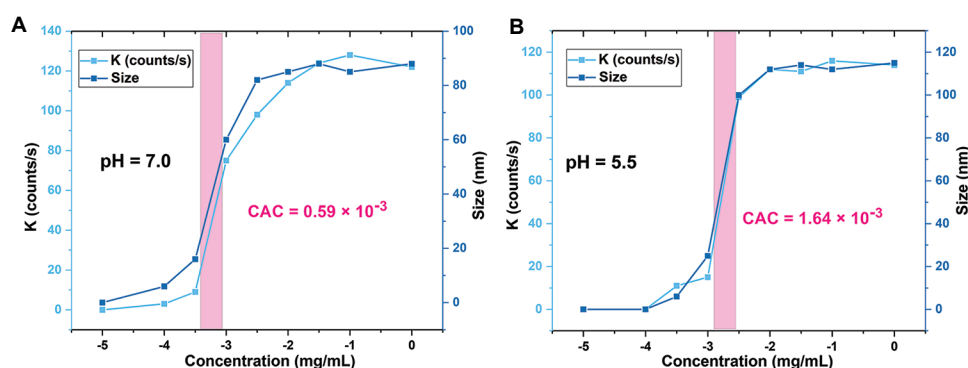 A
140
120
100
80
60
40
20
0
K (counts/s)
K (counts/s)
Size
pH = 7.0
CAC = 0.59 × 10-3
-5
-4
-3
-2
-1
0
Concentration (mg/mL)
100
80
60
40
20
0
Size (nm)
B
120
100
80
60
40
20
0
K (counts/s)
K (counts/s)
Size
pH = 5.5
CAC = 1.64 × 10-3
-5
-4
-3
-2
-1
0
Concentration (mg/mL)
120
100
80
60
40
20
0
Size (nm)